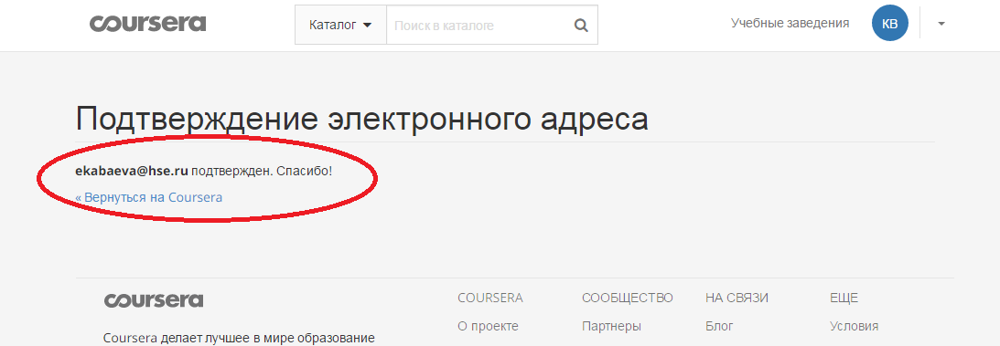 coursera
Каталог
Поиск в каталоге
Учебные заведения
КВ
Подтверждение электронного адреса
ekabaeva@hse.ru подтвержден. Спасибо!
« Вернуться на Coursera
coursera
Coursera делает лучшее в мире образование
COURSERA
О проекте
СООБЩЕСТВО
Партнеры
НА СВЯЗИ
Блог
ЕЩЕ
Условия